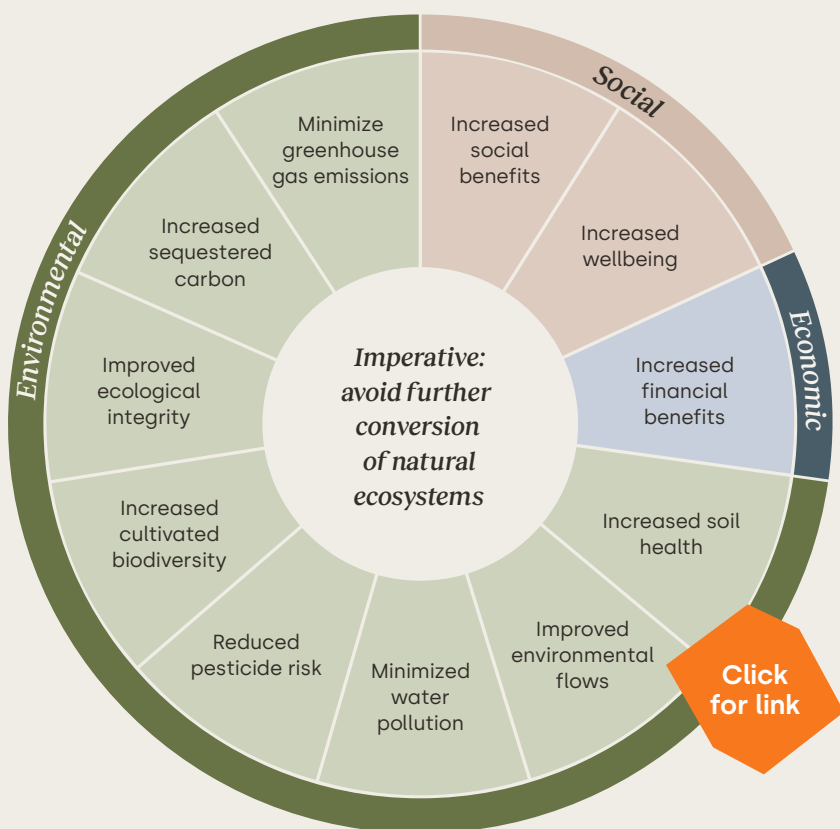 Environmental
Social
Economic
Minimize
greenhouse
gas emissions
Increased
social
benefits
Increased
wellbeing
Increased
financial
benefits
Increased soil
health
Improved
environmental
flows
Minimized
water
pollution
Reduced
pesticide risk
Increased
cultivated
biodiversity
Improved
ecological
integrity
Increased
sequestered
carbon
Imperative:
avoid further
conversion
of natural
ecosystems
Click
for link